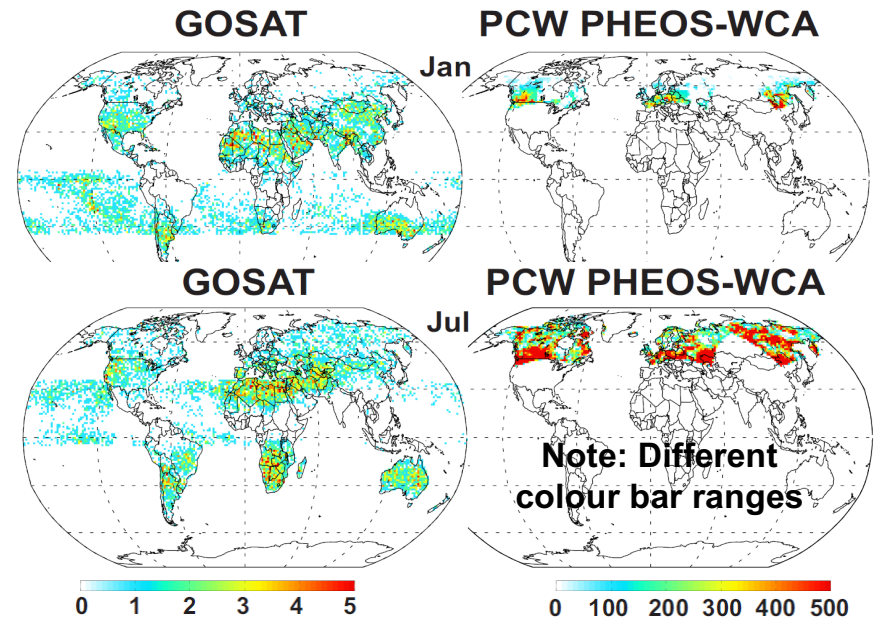 GOSAT
PCW PHEOS-WCA
Jan
GOSAT
PCW PHEOS-WCA
Jul
Note: Different
colour bar ranges
0 1 2 3 4 5
0 100 200 300 400 500